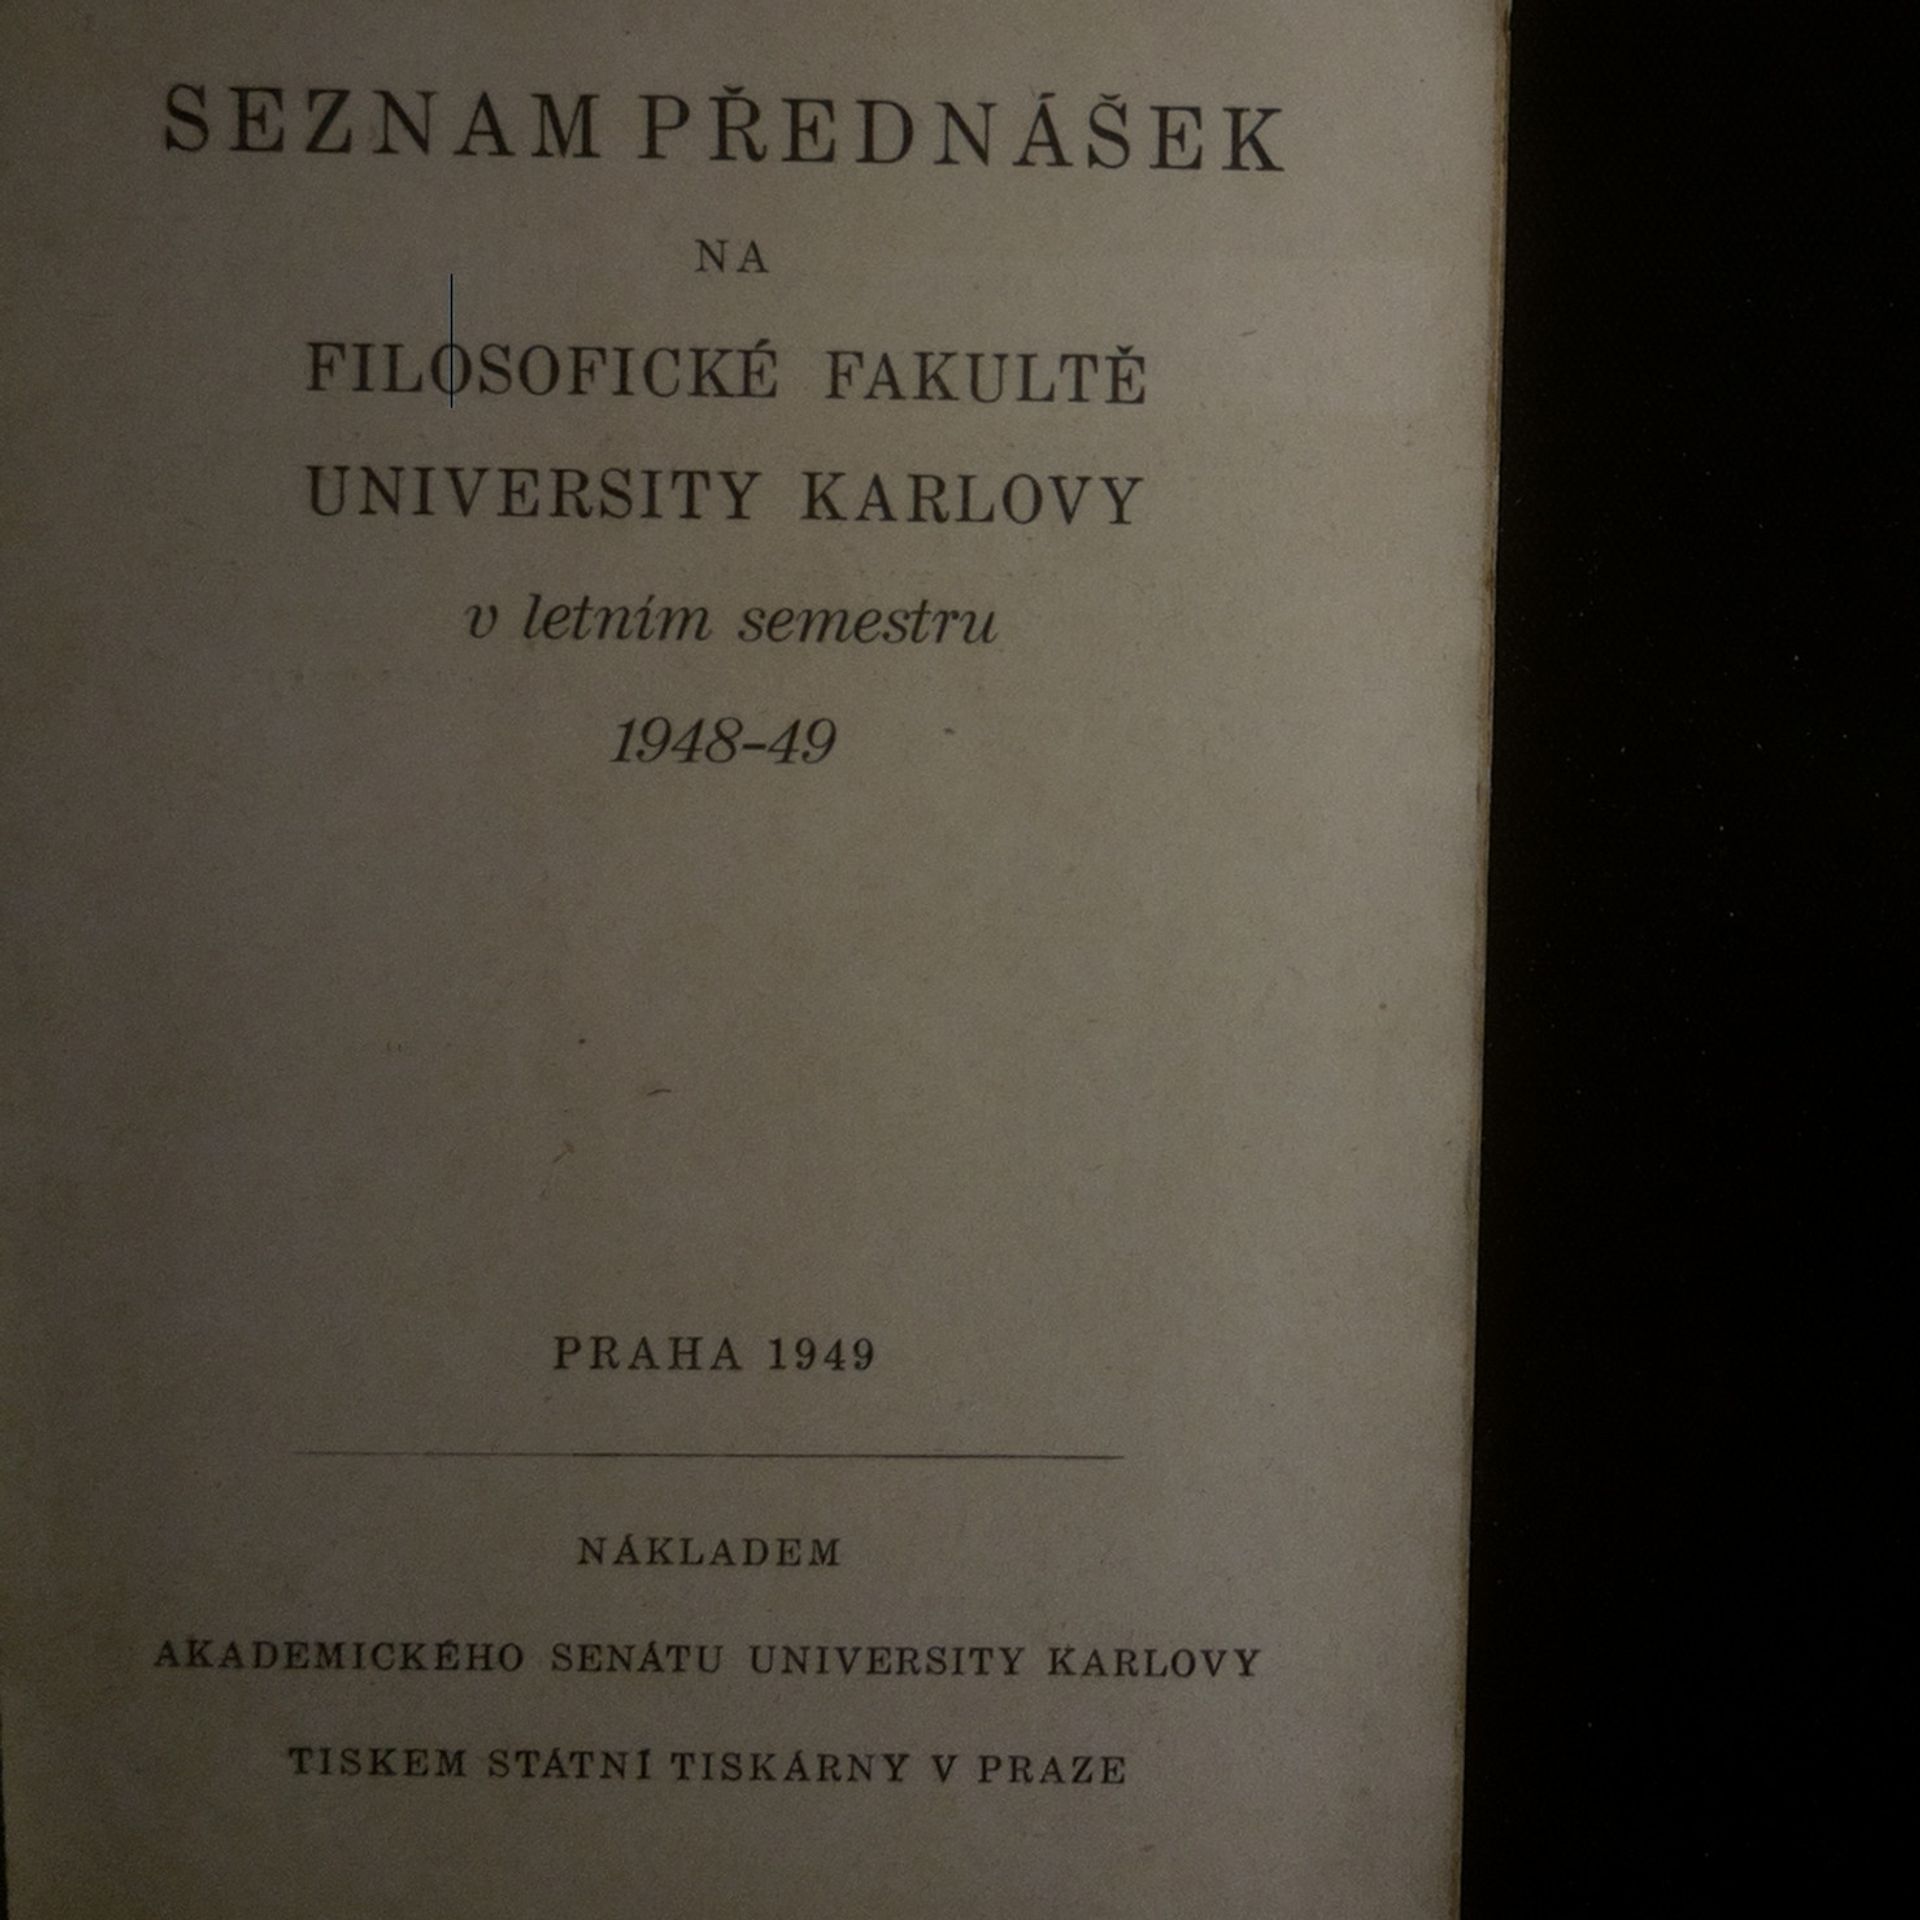 SEZNAM PŘEDNÁŠEK
NA
FILOSOFICKÉ FAKULTĚ
UNIVERSITY KARLOVY
v letním semestru
1948-49
PRAHA 1949
NÁKLADEM
AKADEMICKÉHO SENÁTU UNIVERSITY KARLOVY
TISKEM STÁTNÍ TISKÁRNY V PRAZE